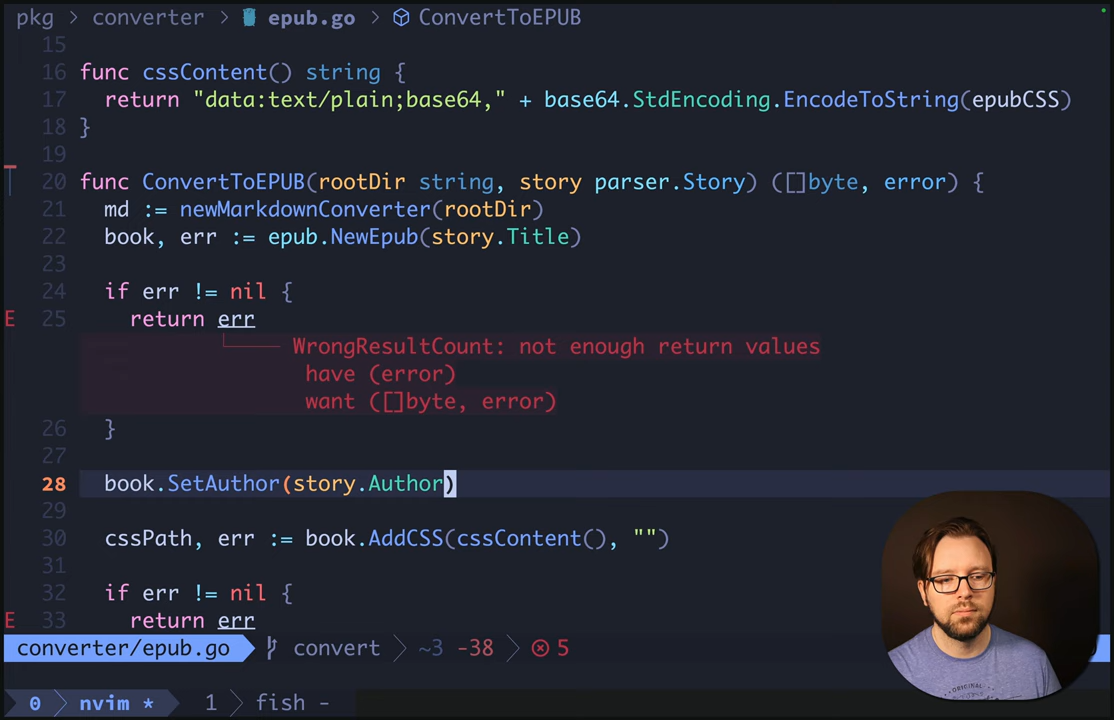 pkg > converter > epub.go > ConvertToEPUB
15
16 func cssContent() string {
17 return "data:text/plain;base64," + base64.StdEncoding.EncodeToString(epubCSS)
18 }
19
20 func ConvertToEPUB(rootDir string, story parser.Story) ([]byte, error) {
21 md := newMarkdownConverter(rootDir)
22 book, err := epub.NewEpub(story.Title)
23
24 if err != nil {
E 25 return err
WrongResultCount: not enough return values
have (error)
want ([]byte, error)
26 }
27
28 book.SetAuthor(story.Author)
29
30 cssPath, err := book.AddCSS(cssContent(), "")
31
32 if err != nil {
E 33 return err
converter/epub.go convert ~3 -38 5
0 nvim * 1 fish -
ORIGINAL